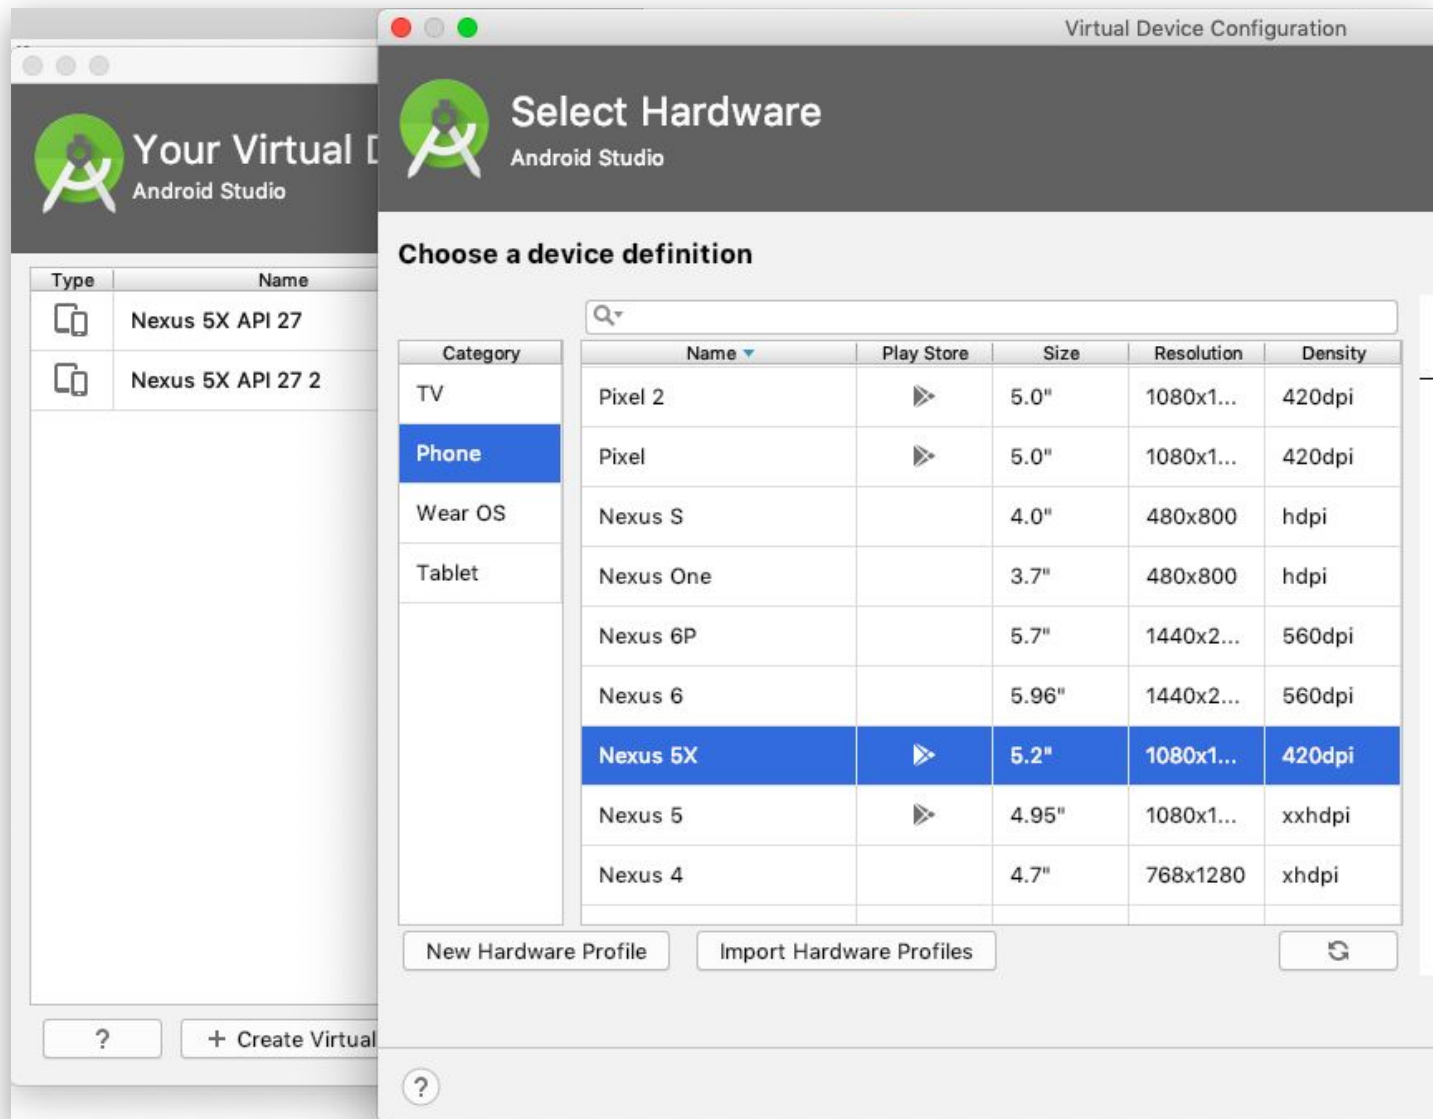 Virtual Device Configuration
Select Hardware
Android Studio
Your Virtual
Android Studio
Choose a device definition
Type Name
Nexus 5X API 27
Nexus 5X API 27 2
Category Name Play Store Size Resolution Density
TV
Phone
Wear OS
Tablet
Pixel 2 5.0" 1080x1... 420dpi
Pixel 5.0" 1080x1... 420dpi
Nexus S 4.0" 480x800 hdpi
Nexus One 3.7" 480x800 hdpi
Nexus 6P 5.7" 1440x2... 560dpi
Nexus 6 5.96" 1440x2... 560dpi
Nexus 5X 5.2" 1080x1... 420dpi
Nexus 5 4.95" 1080x1... xxhdpi
Nexus 4 4.7" 768x1280 xhdpi
New Hardware Profile Import Hardware Profiles
? + Create Virtual
?